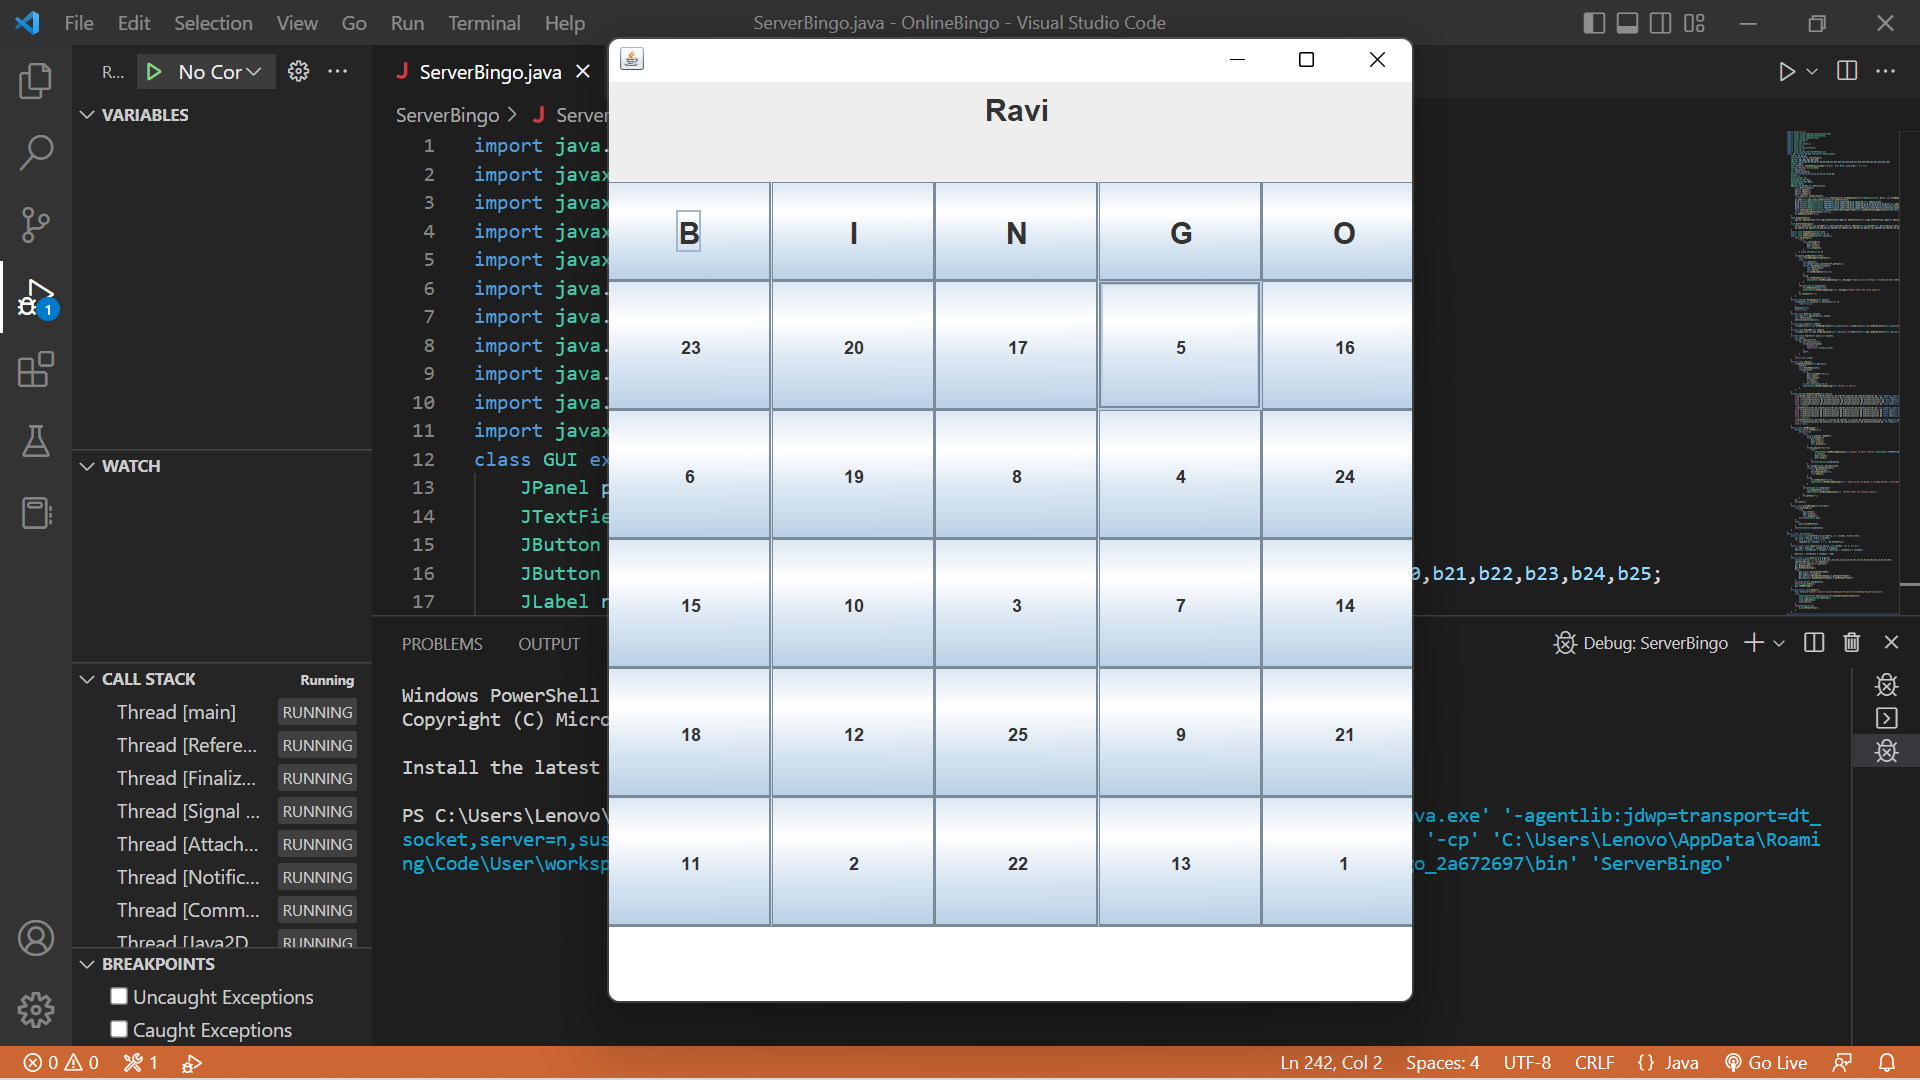 File Edit Selection View Go Run Terminal Help
ServerBingo.java - OnlineBingo - Visual Studio Code
R... No Cor
VARIABLES
WATCH
CALL STACK Running
Thread [main] RUNNING
Thread [Refere... RUNNING
Thread [Finaliz... RUNNING
Thread [Signal ... RUNNING
Thread [Attach... RUNNING
Thread [Notific... RUNNING
Thread [Comm... RUNNING
Thread [Java2D RUNNING
BREAKPOINTS
Uncaught Exceptions
Caught Exceptions
J ServerBingo.java
ServerBingo > J Server
1 import java.
2 import javax
3 import javax
4 import javax
5 import javax
6 import java.
7 import java.
8 import java.
9 import java.
10 import java.
11 import javax
12 class GUI ex
13 JPanel p
14 JTextFie
15 JButton
16 JButton 0,b21,b22,b23,b24,b25;
17 JLabel n
Ravi
B I N G O
23 20 17 5 16
6 19 8 4 24
15 10 3 7 14
18 12 25 9 21
11 2 22 13 1
PROBLEMS OUTPUT
Debug: ServerBingo
Windows PowerShell
Copyright (C) Micro
Install the latest
PS C:\Users\Lenovo\ va.exe' '-agentlib:jdwp=transport=dt_
socket,server=n,sus '-cp' 'C:\Users\Lenovo\AppData\Roami
ng\Code\User\worksp go_2a672697\bin' 'ServerBingo'
1
0 0 1
Ln 242, Col 2 Spaces: 4 UTF-8 CRLF {} Java Go Live